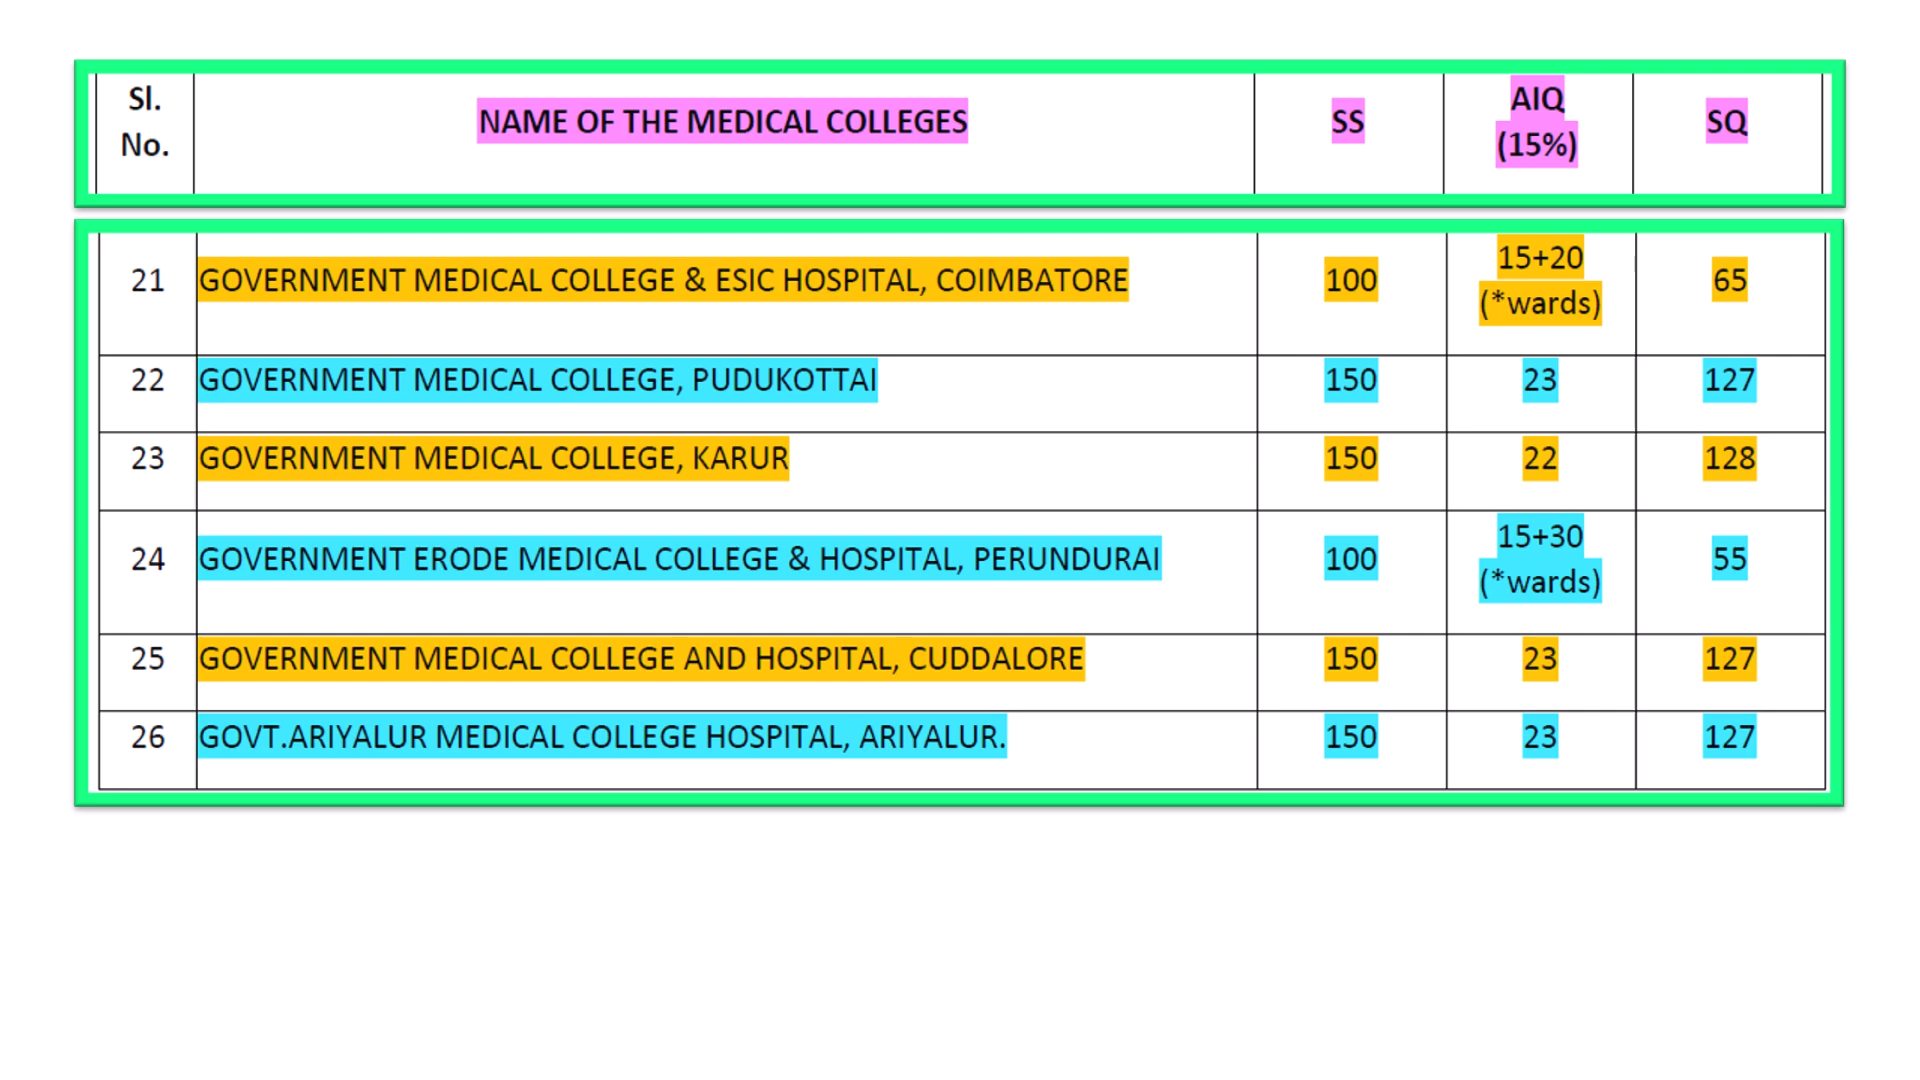 Sl.
No.
NAME OF THE MEDICAL COLLEGES
SS
AIQ
(15%)
SQ
21 GOVERNMENT MEDICAL COLLEGE & ESIC HOSPITAL, COIMBATORE 100 15+20 65
(*wards)
22 GOVERNMENT MEDICAL COLLEGE, PUDUKOTTAI 150 23 127
23 GOVERNMENT MEDICAL COLLEGE, KARUR 150 22 128
24 GOVERNMENT ERODE MEDICAL COLLEGE & HOSPITAL, PERUNDURAI 100 15+30 55
(*wards)
25 GOVERNMENT MEDICAL COLLEGE AND HOSPITAL, CUDDALORE 150 23 127
26 GOVT.ARIYALUR MEDICAL COLLEGE HOSPITAL, ARIYALUR. 150 23 127